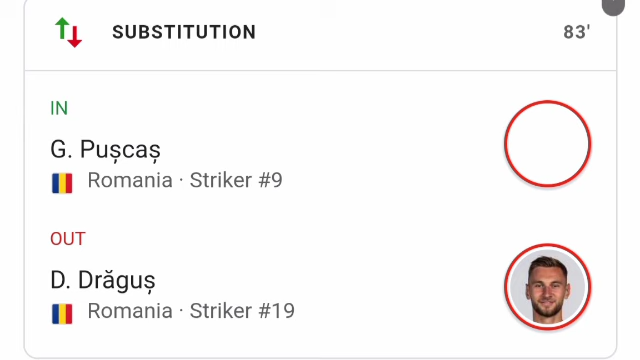 SUBSTITUTION 83'
IN
G. Pușcaș
Romania · Striker #9
OUT
D. Drăguș
Romania · Striker #19